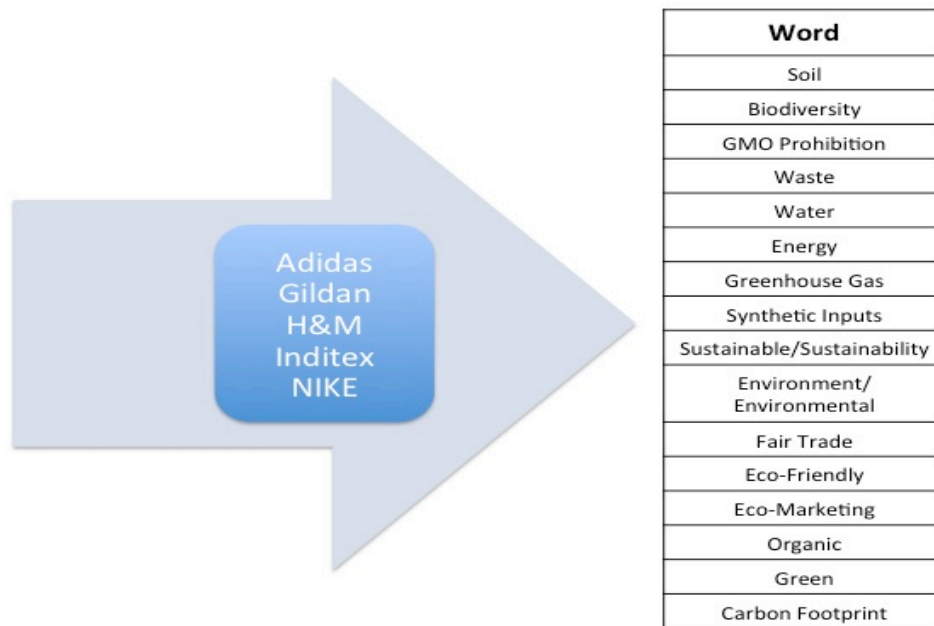 Adidas
Gildan
H&M
Inditex
NIKE
Word
Soil
Biodiversity
GMO Prohibition
Waste
Water
Energy
Greenhouse Gas
Synthetic Inputs
Sustainable/Sustainability
Environment/
Environmental
Fair Trade
Eco-Friendly
Eco-Marketing
Organic
Green
Carbon Footprint